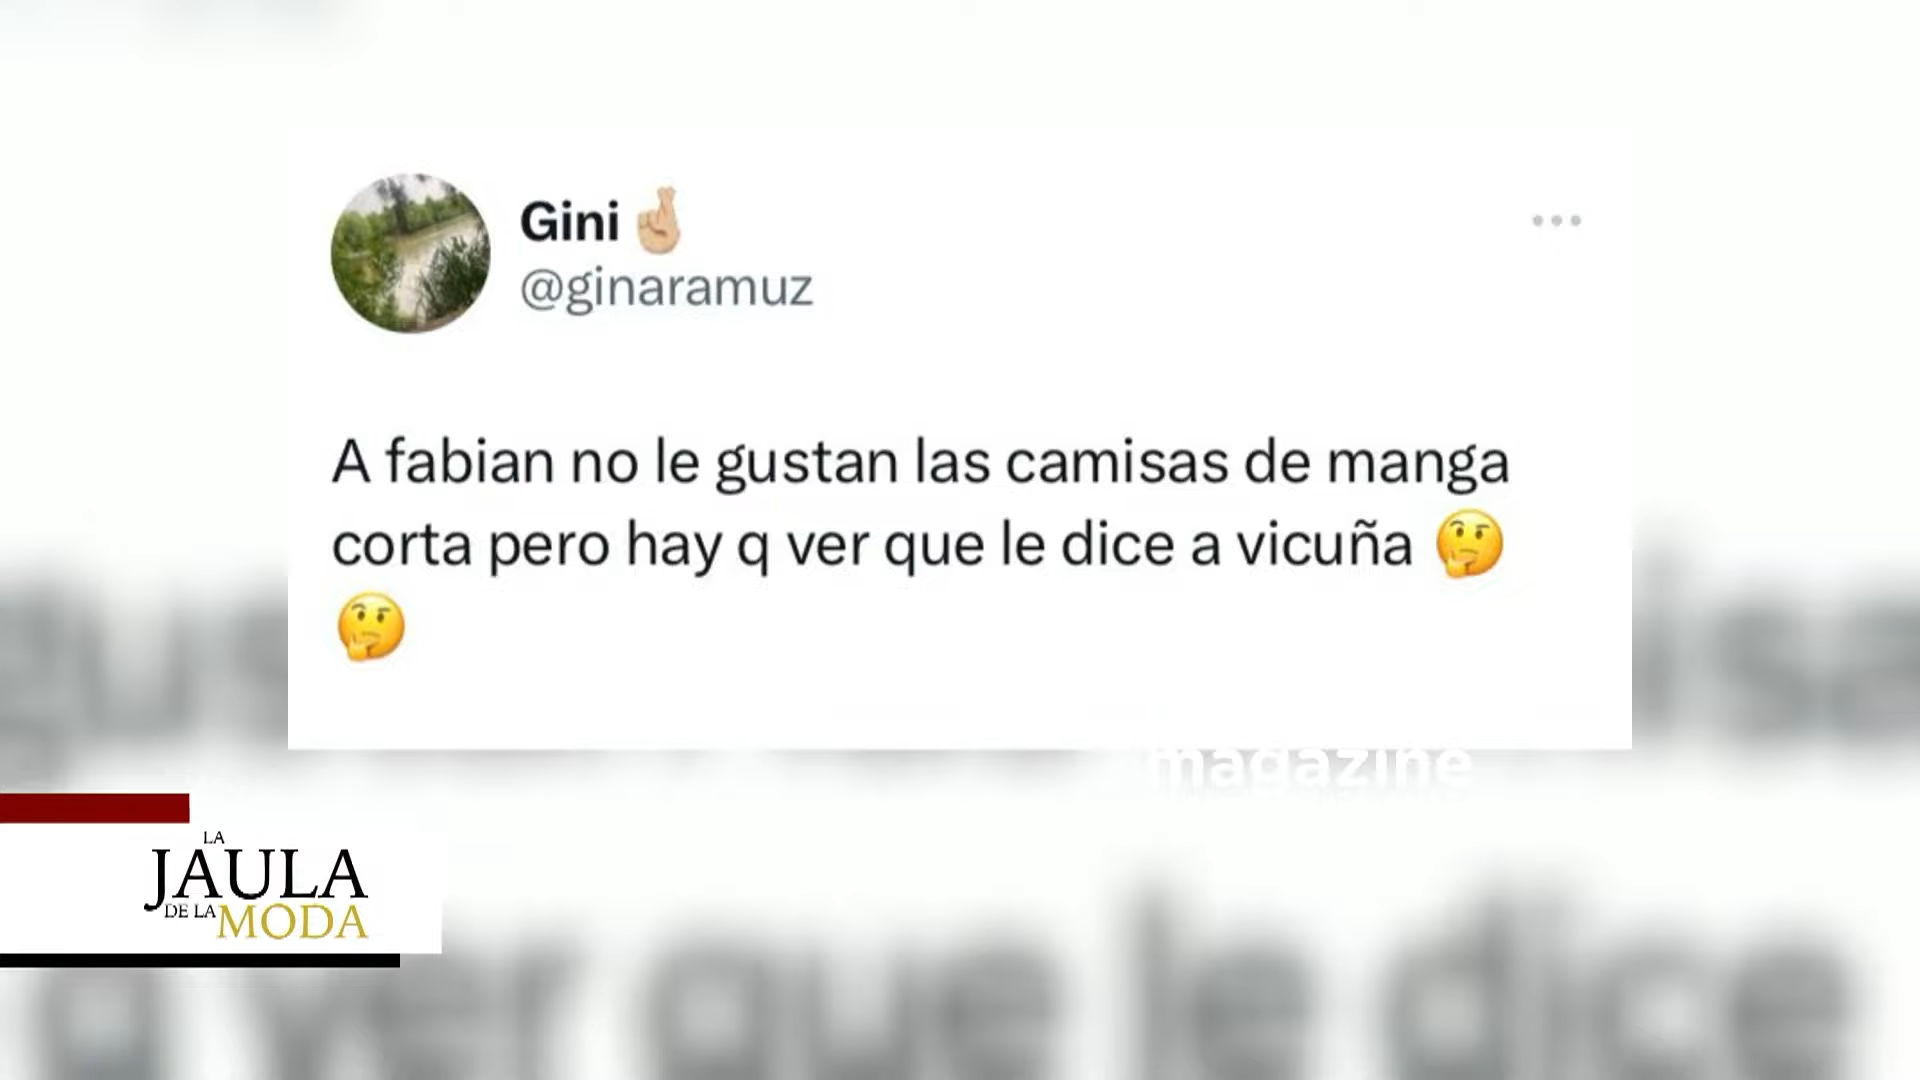 Gini 🤞🏼
@ginaramuz
A fabian no le gustan las camisas de manga
corta pero hay q ver que le dice a vicuña 🤔
🤔
magazine
LA
JAULA
DE LA MODA